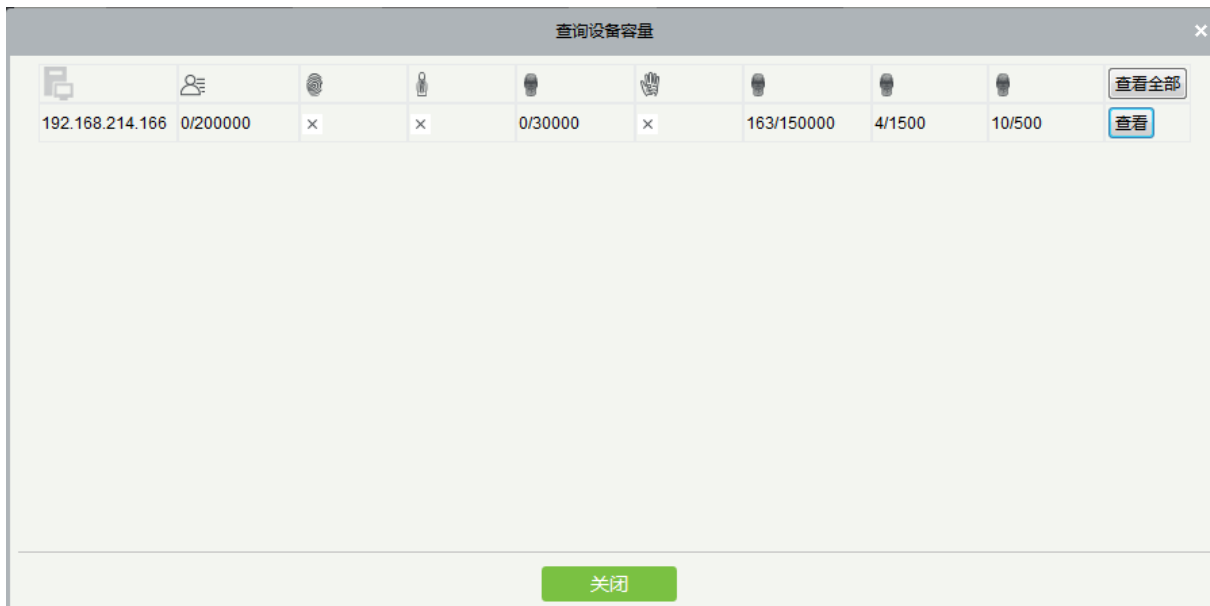 查询设备容量 ×
查看全部
192.168.214.166 0/200000 × × 0/30000 × 163/150000 4/1500 10/500 查看
关闭